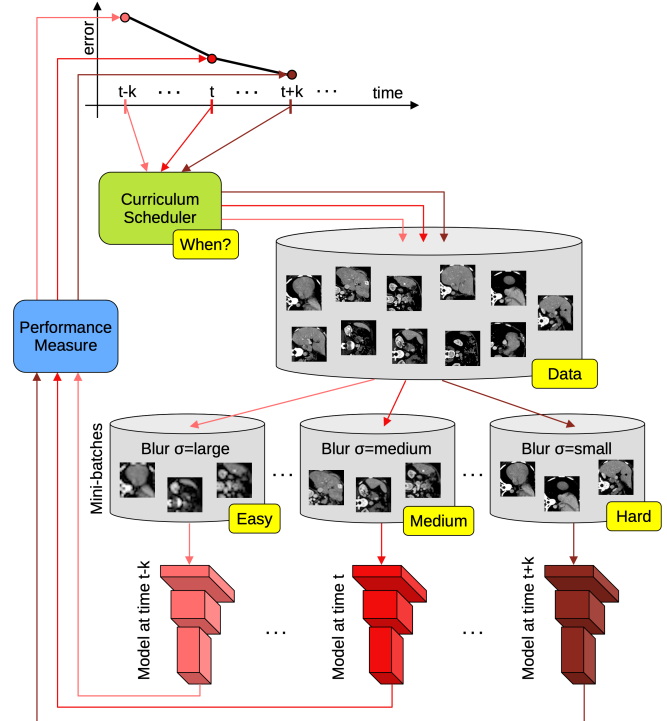 error
t-k ··· t ··· t+k ··· time
Curriculum
Scheduler
When?
Performance
Measure
Data
Mini-batches
Blur σ=large
Easy
···
Blur σ=medium
Medium
···
Blur σ=small
Hard
Model at time t-k
···
Model at time t
···
Model at time t+k